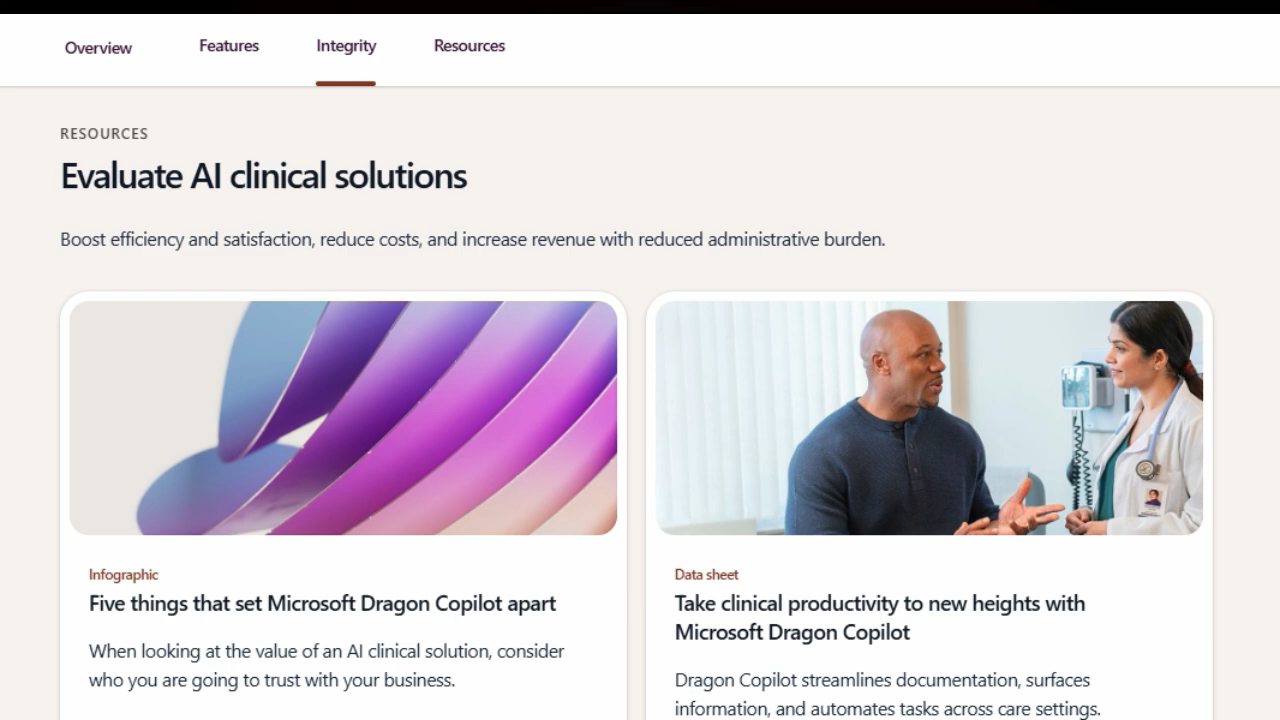 Overview
Features
Integrity
Resources
RESOURCES
Evaluate AI clinical solutions
Boost efficiency and satisfaction, reduce costs, and increase revenue with reduced administrative burden.
Infographic
Five things that set Microsoft Dragon Copilot apart
When looking at the value of an AI clinical solution, consider
who you are going to trust with your business.
Data sheet
Take clinical productivity to new heights with
Microsoft Dragon Copilot
Dragon Copilot streamlines documentation, surfaces
information, and automates tasks across care settings.